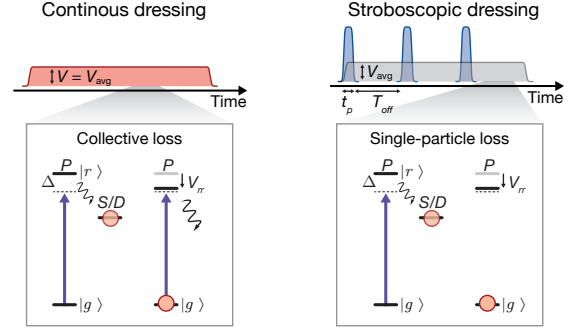 Continous dressing
V = Vavg
Time
Collective loss
P |r ⟩
Δ
S/D
|g ⟩
P
Vrr
|g ⟩
Stroboscopic dressing
Vavg
tp Toff
Time
Single-particle loss
P |r ⟩
Δ
S/D
|g ⟩
P
Vrr
|g ⟩